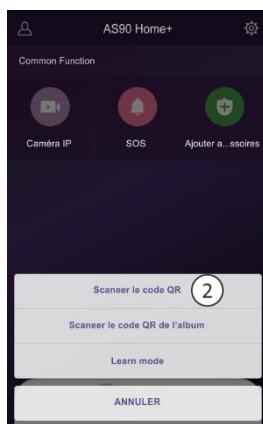 AS90 Home+
Common Function
Caméra IP
SOS
Ajouter a...ssoires
Scaneer le code QR
2
Scaneer le code QR de l'album
Learn mode
ANNULER